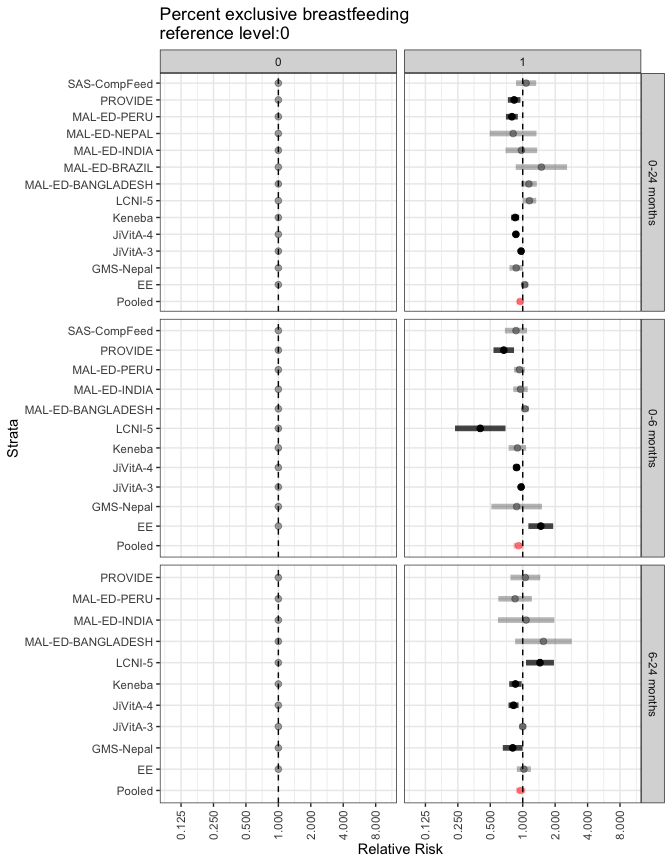 Percent exclusive breastfeeding
reference level:0
0
1
SAS-CompFeed
PROVIDE
MAL-ED-PERU
MAL-ED-NEPAL
MAL-ED-INDIA
MAL-ED-BRAZIL
MAL-ED-BANGLADESH
LCNI-5
Keneba
JiVitA-4
JiVitA-3
GMS-Nepal
EE
Pooled
0-24 months
SAS-CompFeed
PROVIDE
MAL-ED-PERU
MAL-ED-INDIA
MAL-ED-BANGLADESH
LCNI-5
Keneba
JiVitA-4
JiVitA-3
GMS-Nepal
EE
Pooled
0-6 months
PROVIDE
MAL-ED-PERU
MAL-ED-INDIA
MAL-ED-BANGLADESH
LCNI-5
Keneba
JiVitA-4
JiVitA-3
GMS-Nepal
EE
Pooled
6-24 months
Strata
0.125
0.250
0.500
1.000
2.000
4.000
8.000
0.125
0.250
0.500
1.000
2.000
4.000
8.000
Relative Risk